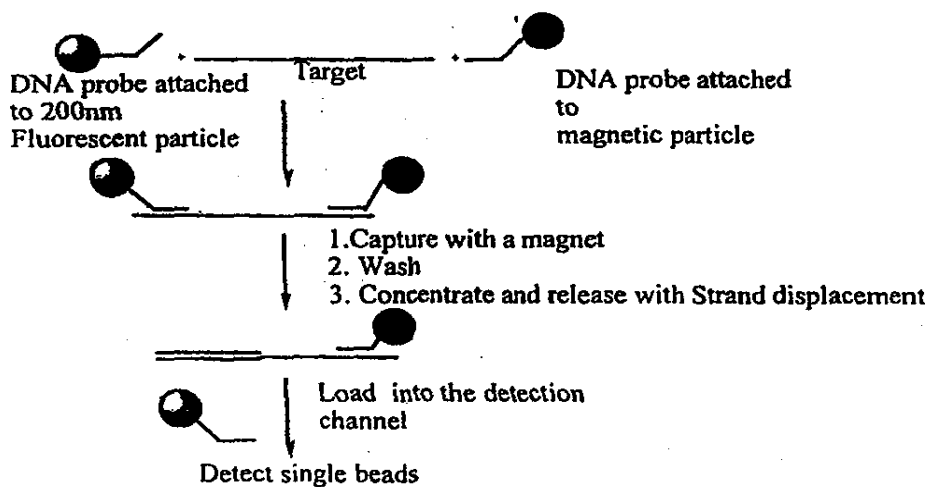 Target
DNA probe attached
to 200nm
Fluorescent particle
DNA probe attached
to
magnetic particle
1.Capture with a magnet
2. Wash
3. Concentrate and release with Strand displacement
Load into the detection
channel
Detect single beads